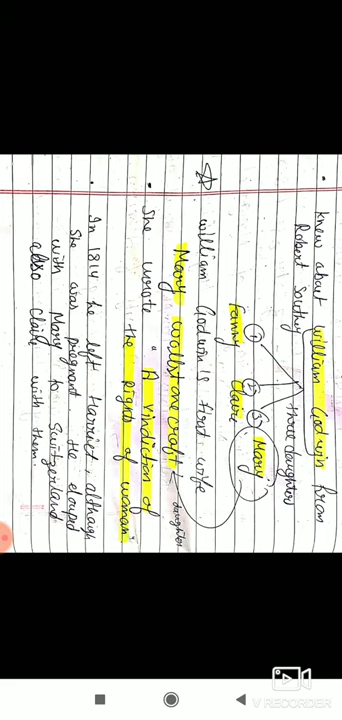 • Knew about William Godwin from
Robert Southey
three daughters
① ② ③
Fanny Claire Mary
☆ William Godwin's first wife
Mary Wallstonecraft ← daughter
• She wrote "A vindiction of
the Rights of woman"
• In 1814 he left Harriet, although
She was pregnant. He eloped
with Mary to Switzerland.
also Claire with them.
V RECORDER